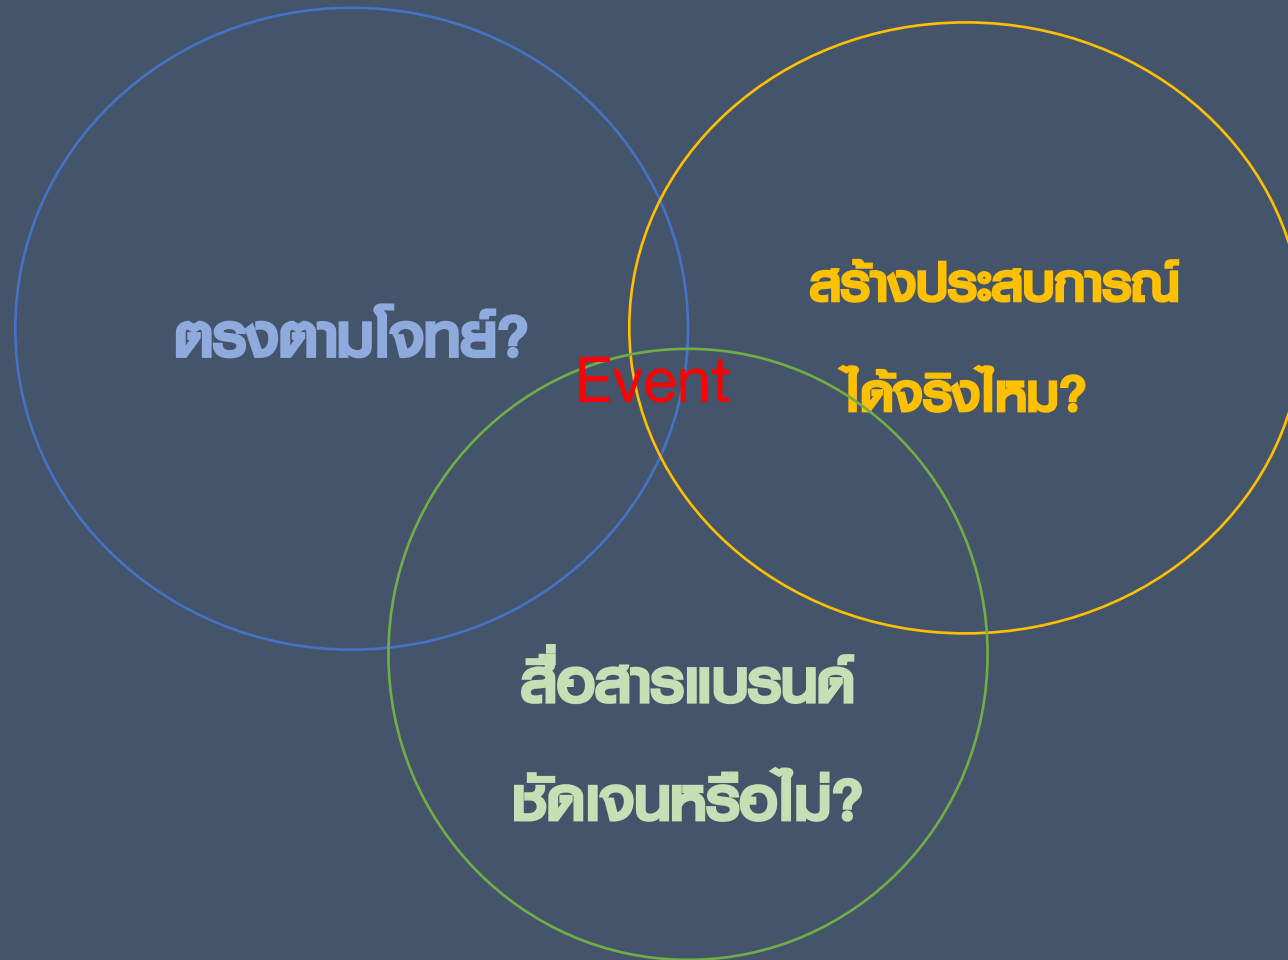 ตรงตามโจทย์?
สร้างประสบการณ์
ได้จริงไหม?
Event
สื่อสารแบรนด์
ชัดเจนหรือไม่?